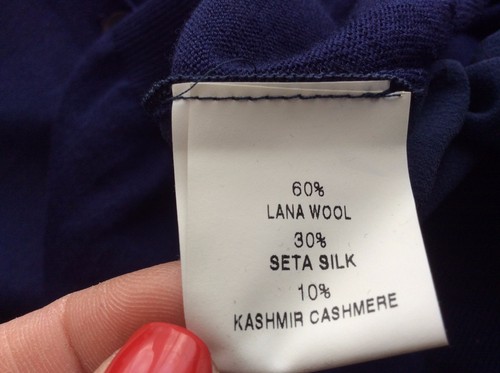 60%
LANA WOOL
30%
SETA SILK
10%
KASHMIR CASHMERE